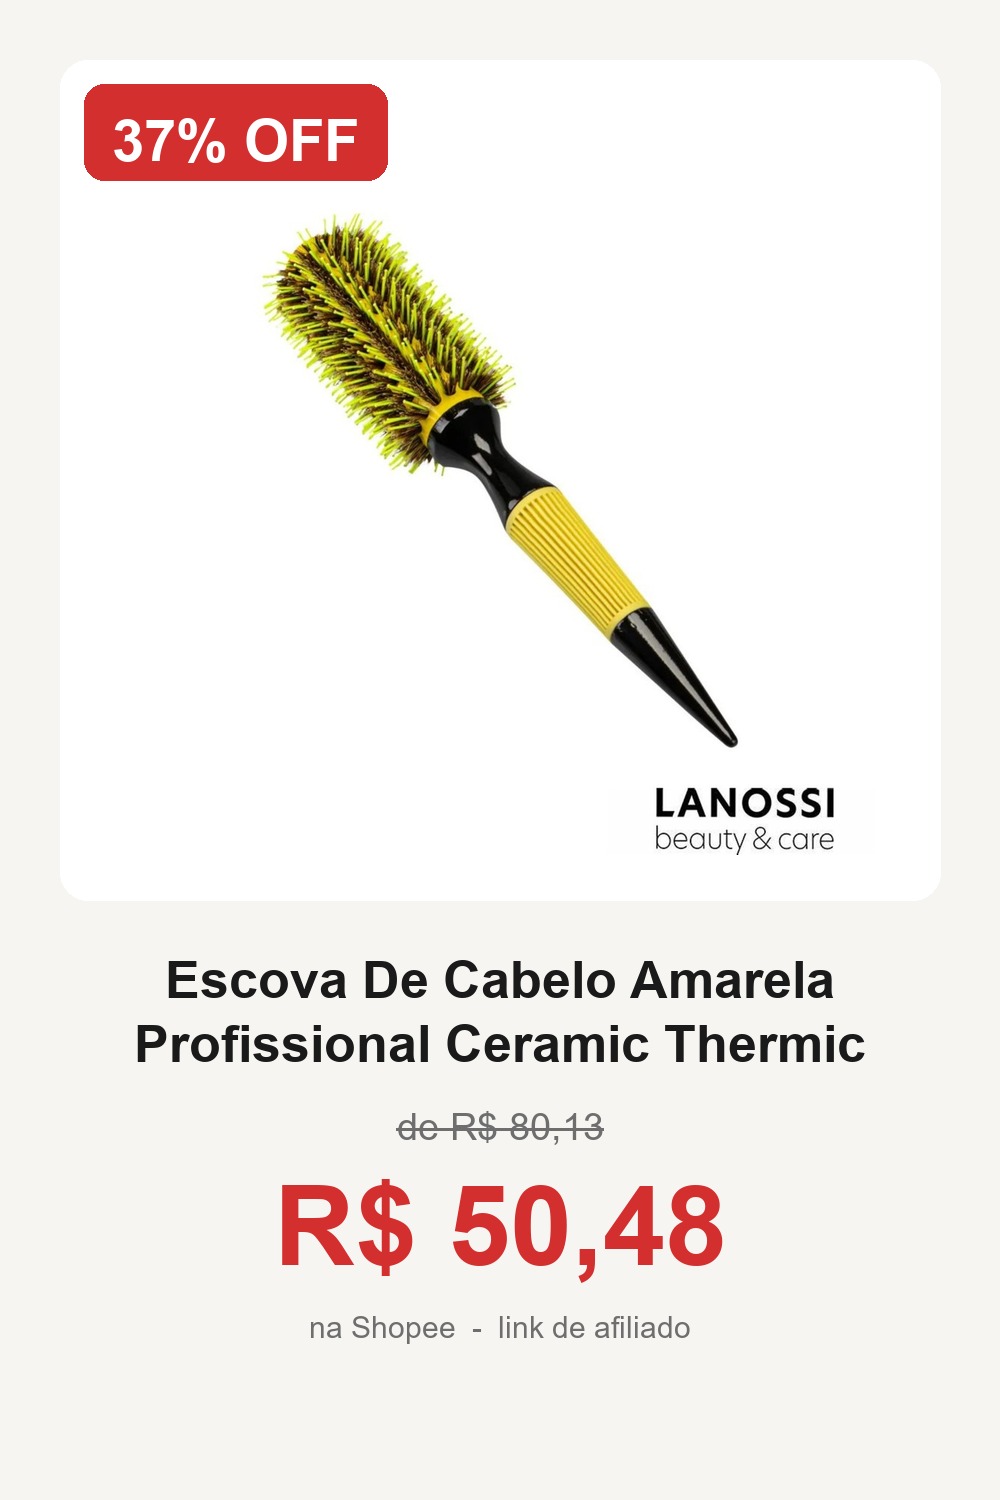 37% OFF
LANOSSI
beauty & care
Escova De Cabelo Amarela
Profissional Ceramic Thermic
de R$ 80,13
R$ 50,48
na Shopee - link de afiliado